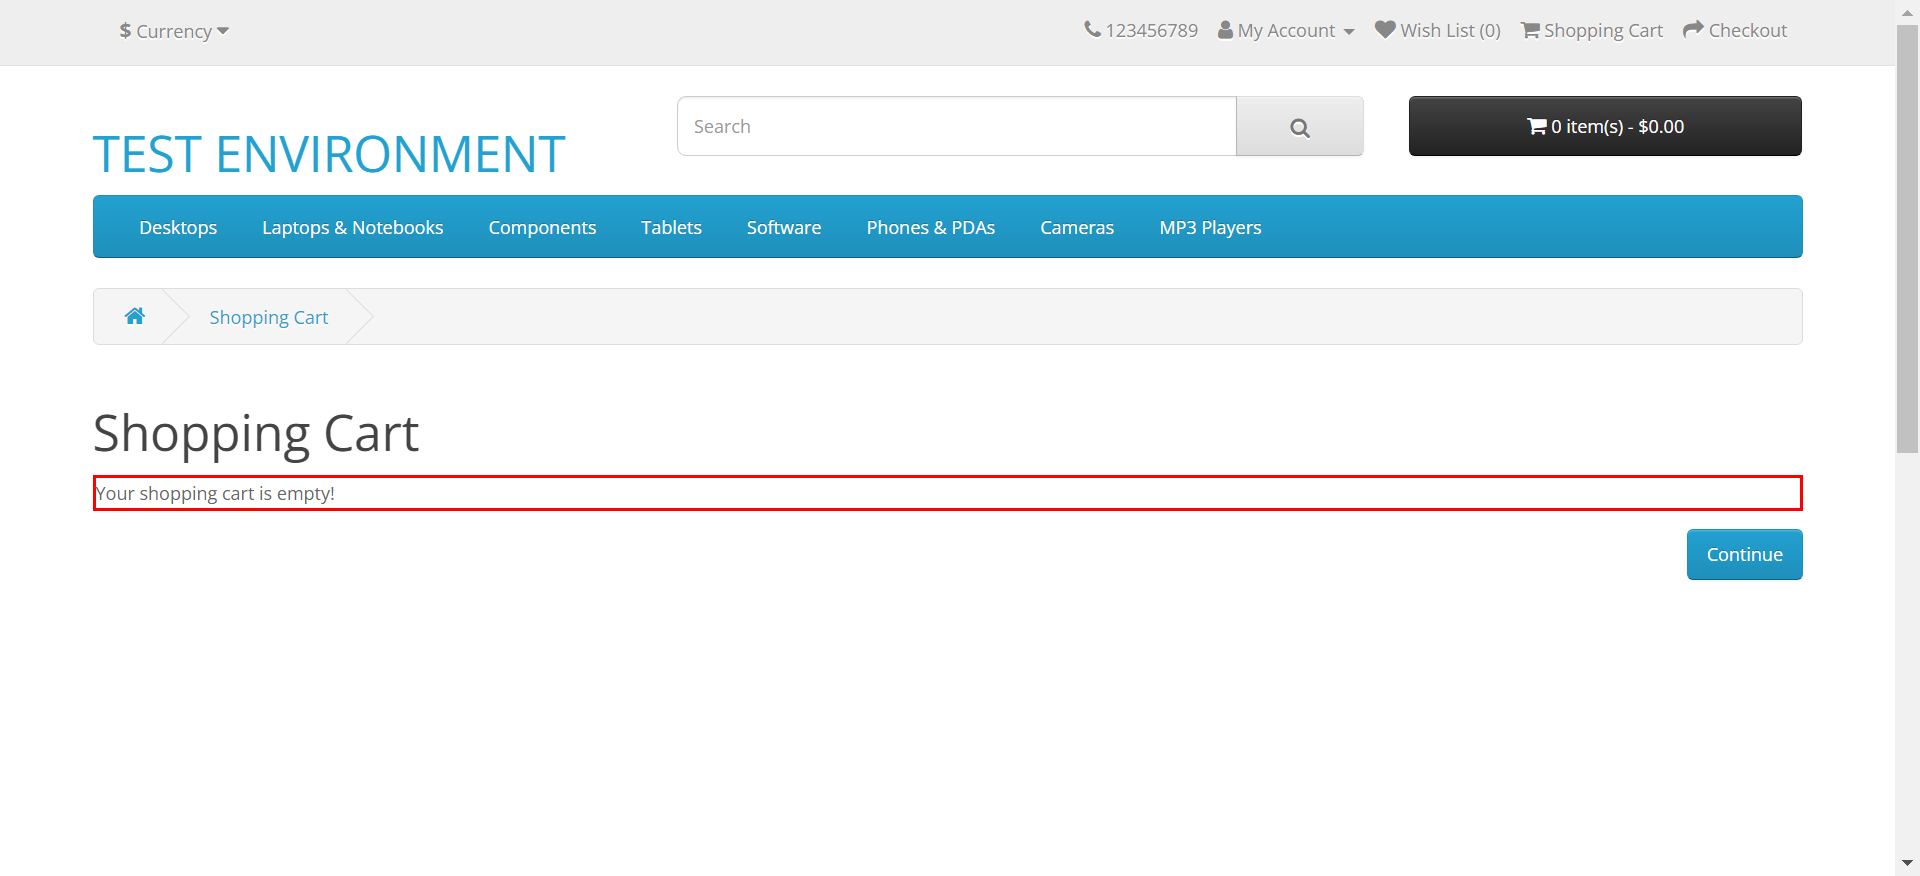 $ Currency
123456789 My Account Wish List (0) Shopping Cart Checkout
TEST ENVIRONMENT
Search
0 item(s) - $0.00
Desktops Laptops & Notebooks Components Tablets Software Phones & PDAs Cameras MP3 Players
Shopping Cart
Shopping Cart
Your shopping cart is empty!
Continue